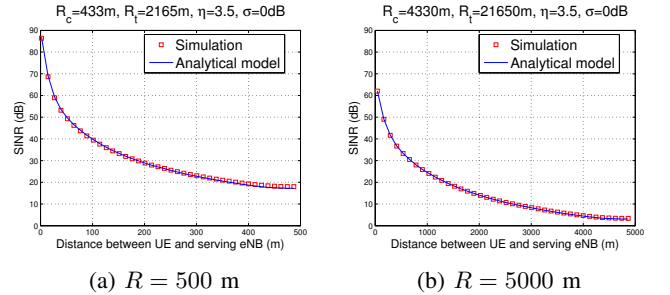 R_c=433m, R_t=2165m, η=3.5, σ=0dB
90
80
70
60
50
40
30
20
10
0
SINR (dB)
Simulation
Analytical model
0 100 200 300 400 500
Distance between UE and serving eNB (m)
(a) R = 500 m
R_c=4330m, R_t=21650m, η=3.5, σ=0dB
90
80
70
60
50
40
30
20
10
0
SINR (dB)
Simulation
Analytical model
0 1000 2000 3000 4000 5000
Distance between UE and serving eNB (m)
(b) R = 5000 m